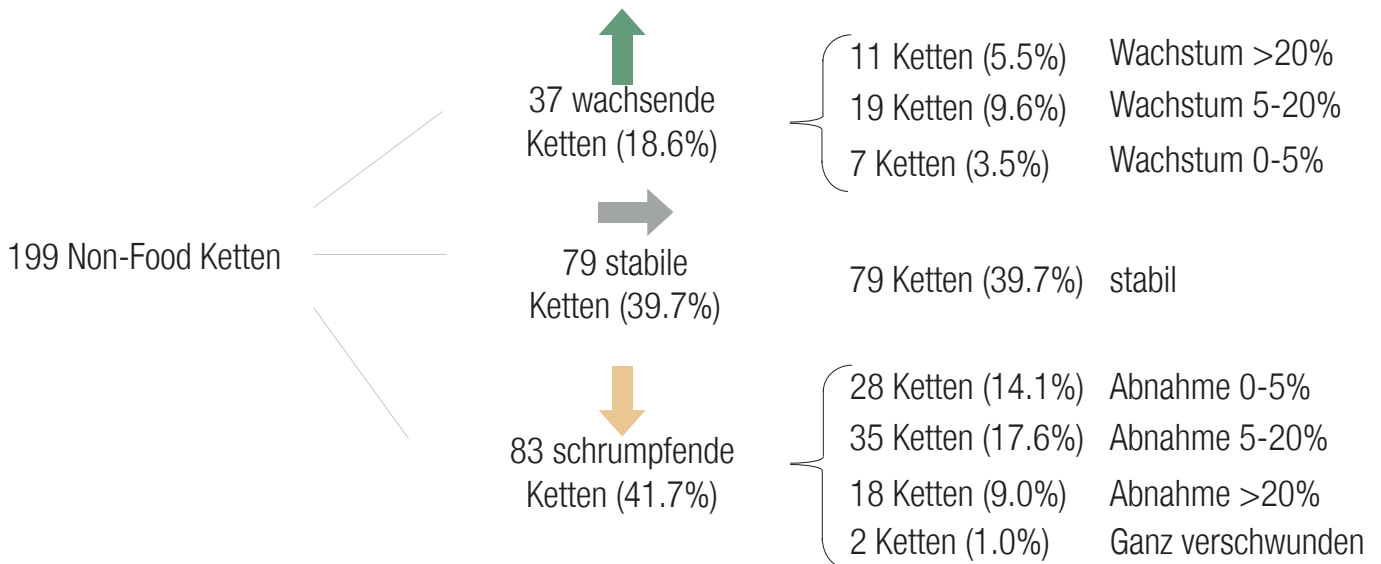 199 Non-Food Ketten
37 wachsende
Ketten (18.6%)
11 Ketten (5.5%) Wachstum >20%
19 Ketten (9.6%) Wachstum 5-20%
7 Ketten (3.5%) Wachstum 0-5%
79 stabile
Ketten (39.7%)
79 Ketten (39.7%) stabil
83 schrumpfende
Ketten (41.7%)
28 Ketten (14.1%) Abnahme 0-5%
35 Ketten (17.6%) Abnahme 5-20%
18 Ketten (9.0%) Abnahme >20%
2 Ketten (1.0%) Ganz verschwunden